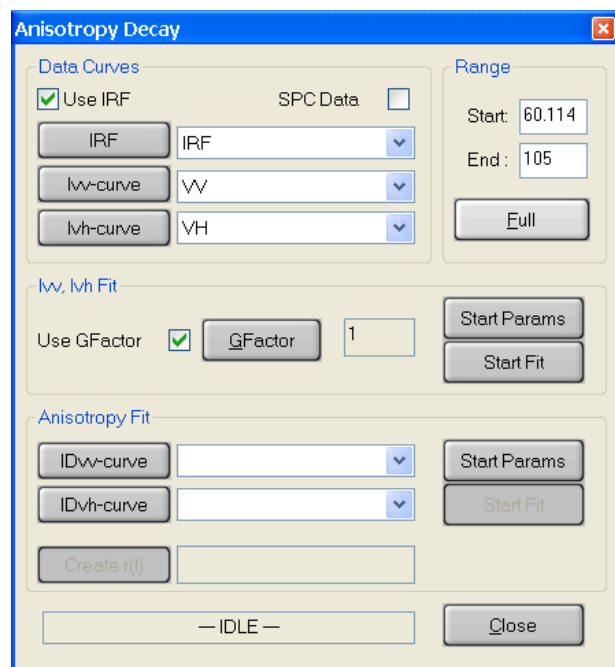 Anisotropy Decay
Data Curves
Use IRF SPC Data
IRF IRF
Ivv-curve VV
Ivh-curve VH
Range
Start: 60.114
End : 105
Full
Ivv, Ivh Fit
Use GFactor GFactor 1
Start Params
Start Fit
Anisotropy Fit
IDvv-curve
IDvh-curve
Start Params
Start Fit
Create r(t)
— IDLE —
Close